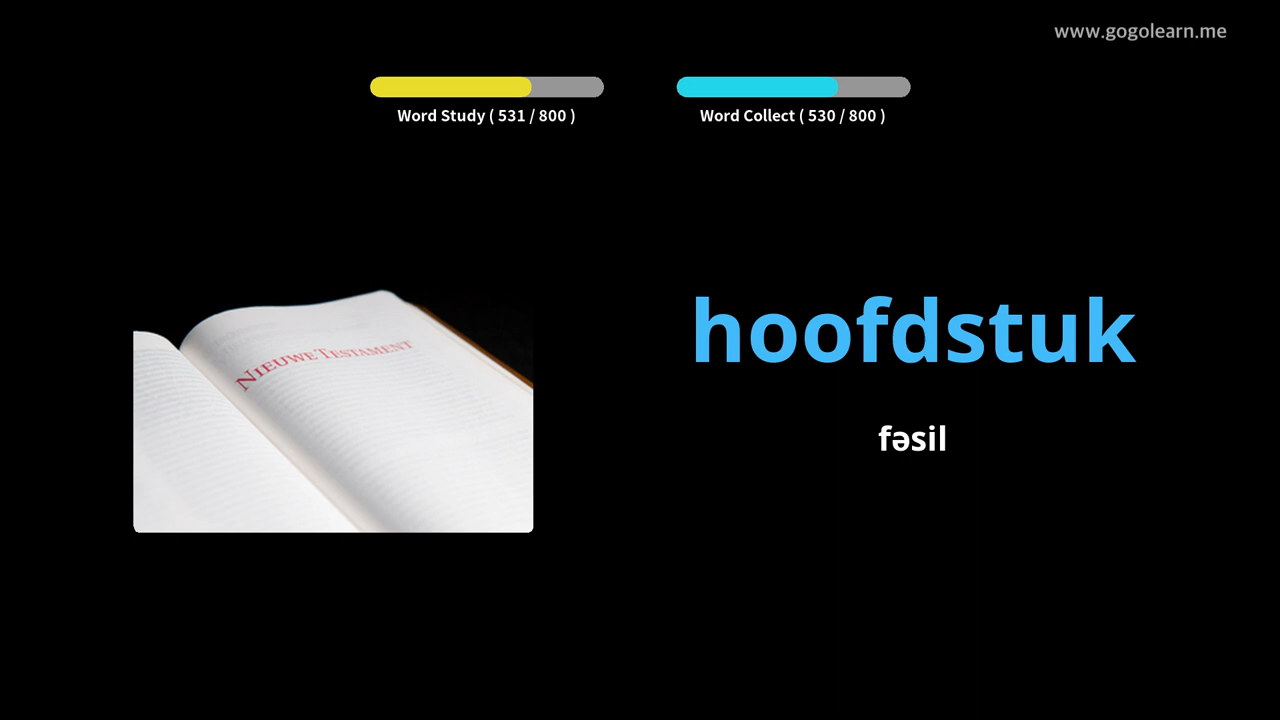 www.gogolearn.me
Word Study ( 531 / 800 )
Word Collect ( 530 / 800 )
NIEUWE TESTAMENT
hoofdstuk
fəsil